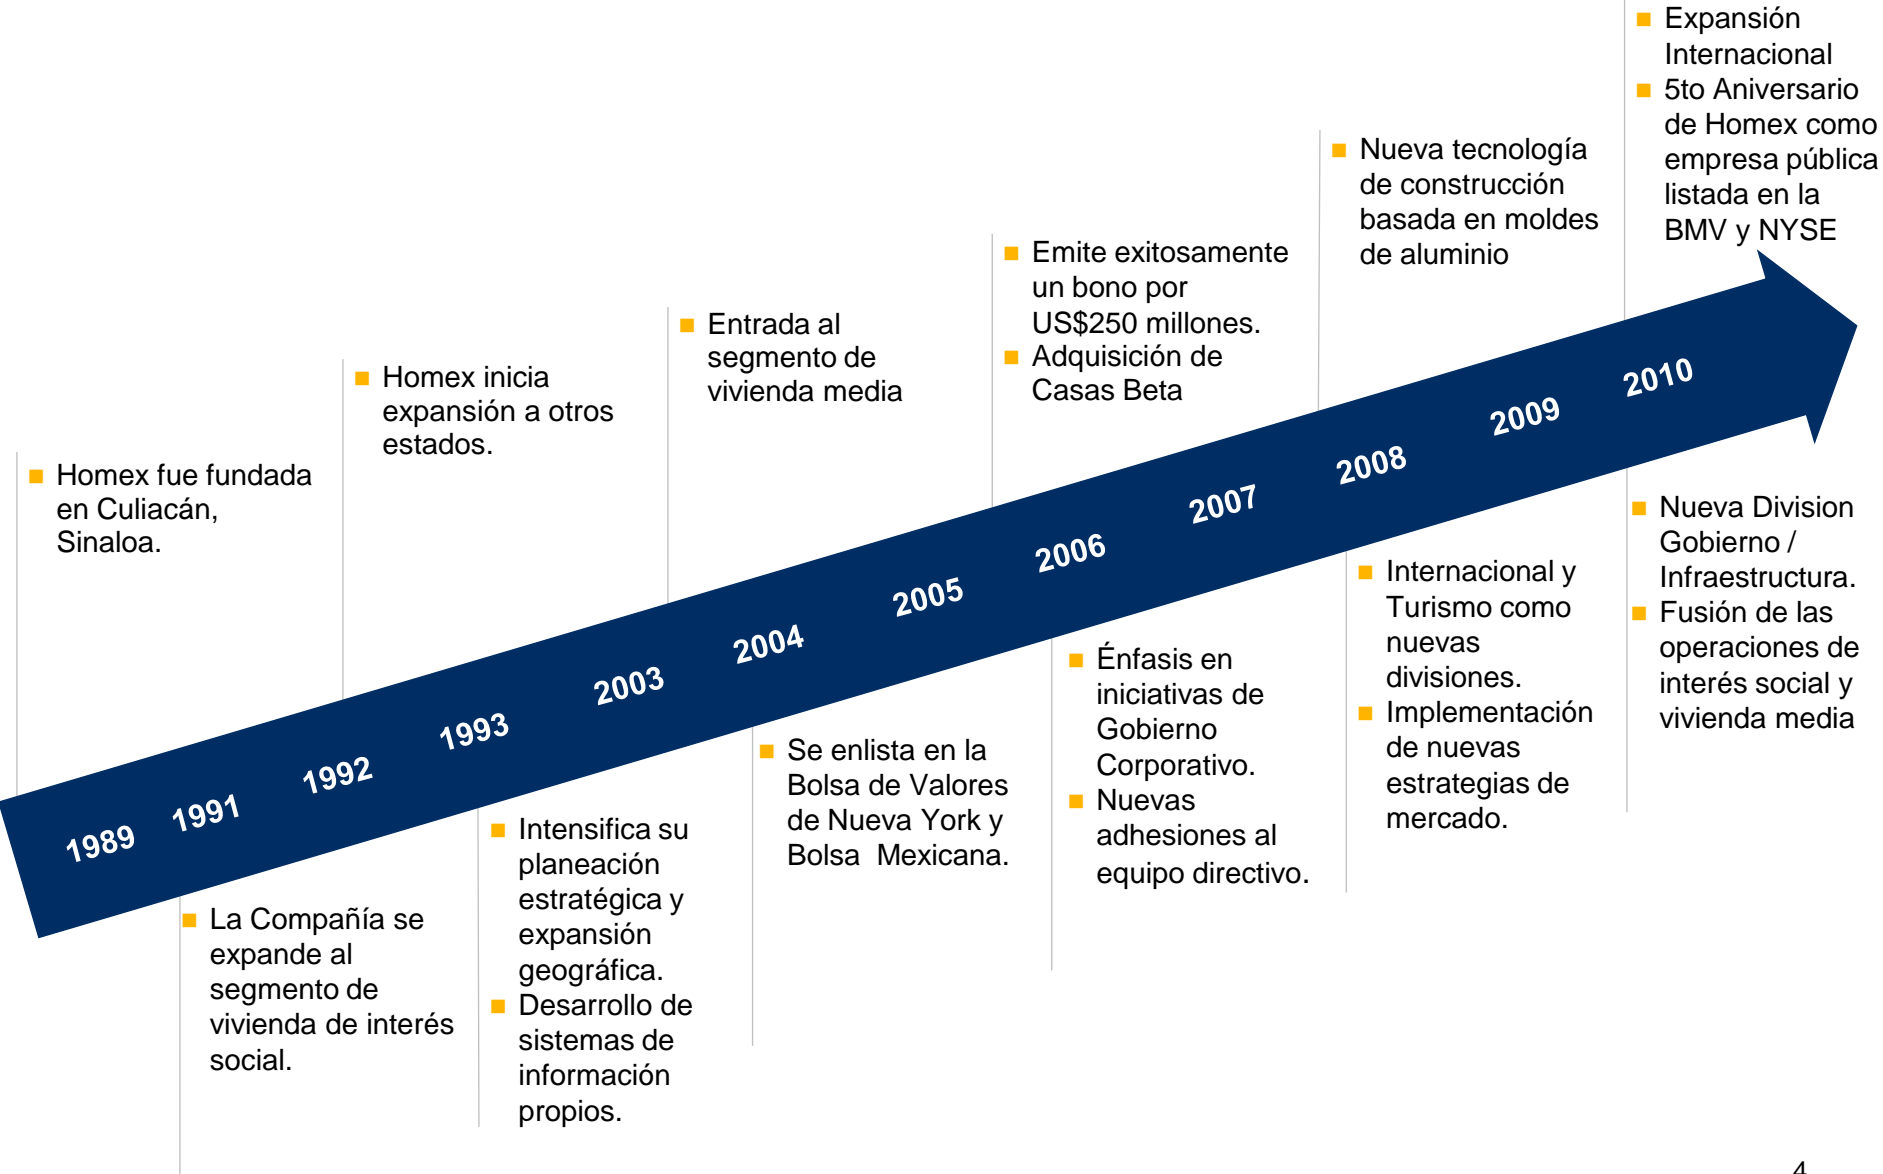 Homex fue fundada
en Culiacán,
Sinaloa.
Homex inicia
expansión a otros
estados.
Entrada al
segmento de
vivienda media
Emite exitosamente
un bono por
US$250 millones.
Adquisición de
Casas Beta
Nueva tecnología
de construcción
basada en moldes
de aluminio
Expansión
Internacional
5to Aniversario
de Homex como
empresa pública
listada en la
BMV y NYSE
1989
1991
1992
1993
2003
2004
2005
2006
2007
2008
2009
2010
La Compañía se
expande al
segmento de
vivienda de interés
social.
Intensifica su
planeación
estratégica y
expansión
geográfica.
Desarrollo de
sistemas de
información
propios.
Se enlista en la
Bolsa de Valores
de Nueva York y
Bolsa Mexicana.
Énfasis en
iniciativas de
Gobierno
Corporativo.
Nuevas
adhesiones al
equipo directivo.
Internacional y
Turismo como
nuevas
divisiones.
Implementación
de nuevas
estrategias de
mercado.
Nueva Division
Gobierno /
Infraestructura.
Fusión de las
operaciones de
interés social y
vivienda media
4